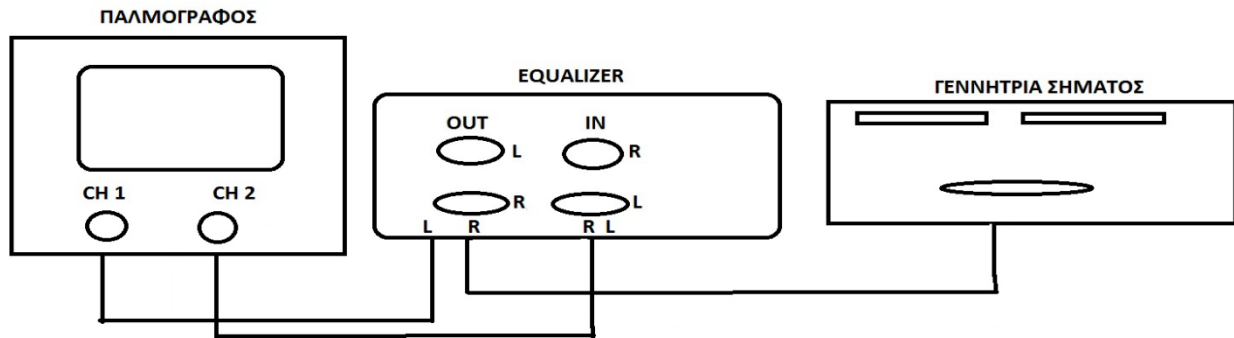 ΠΑΛΜΟΓΡΑΦΟΣ
CH 1
CH 2
EQUALIZER
OUT
IN
L
R
R
L
L
R
R L
ΓΕΝΝΗΤΡΙΑ ΣΗΜΑΤΟΣ